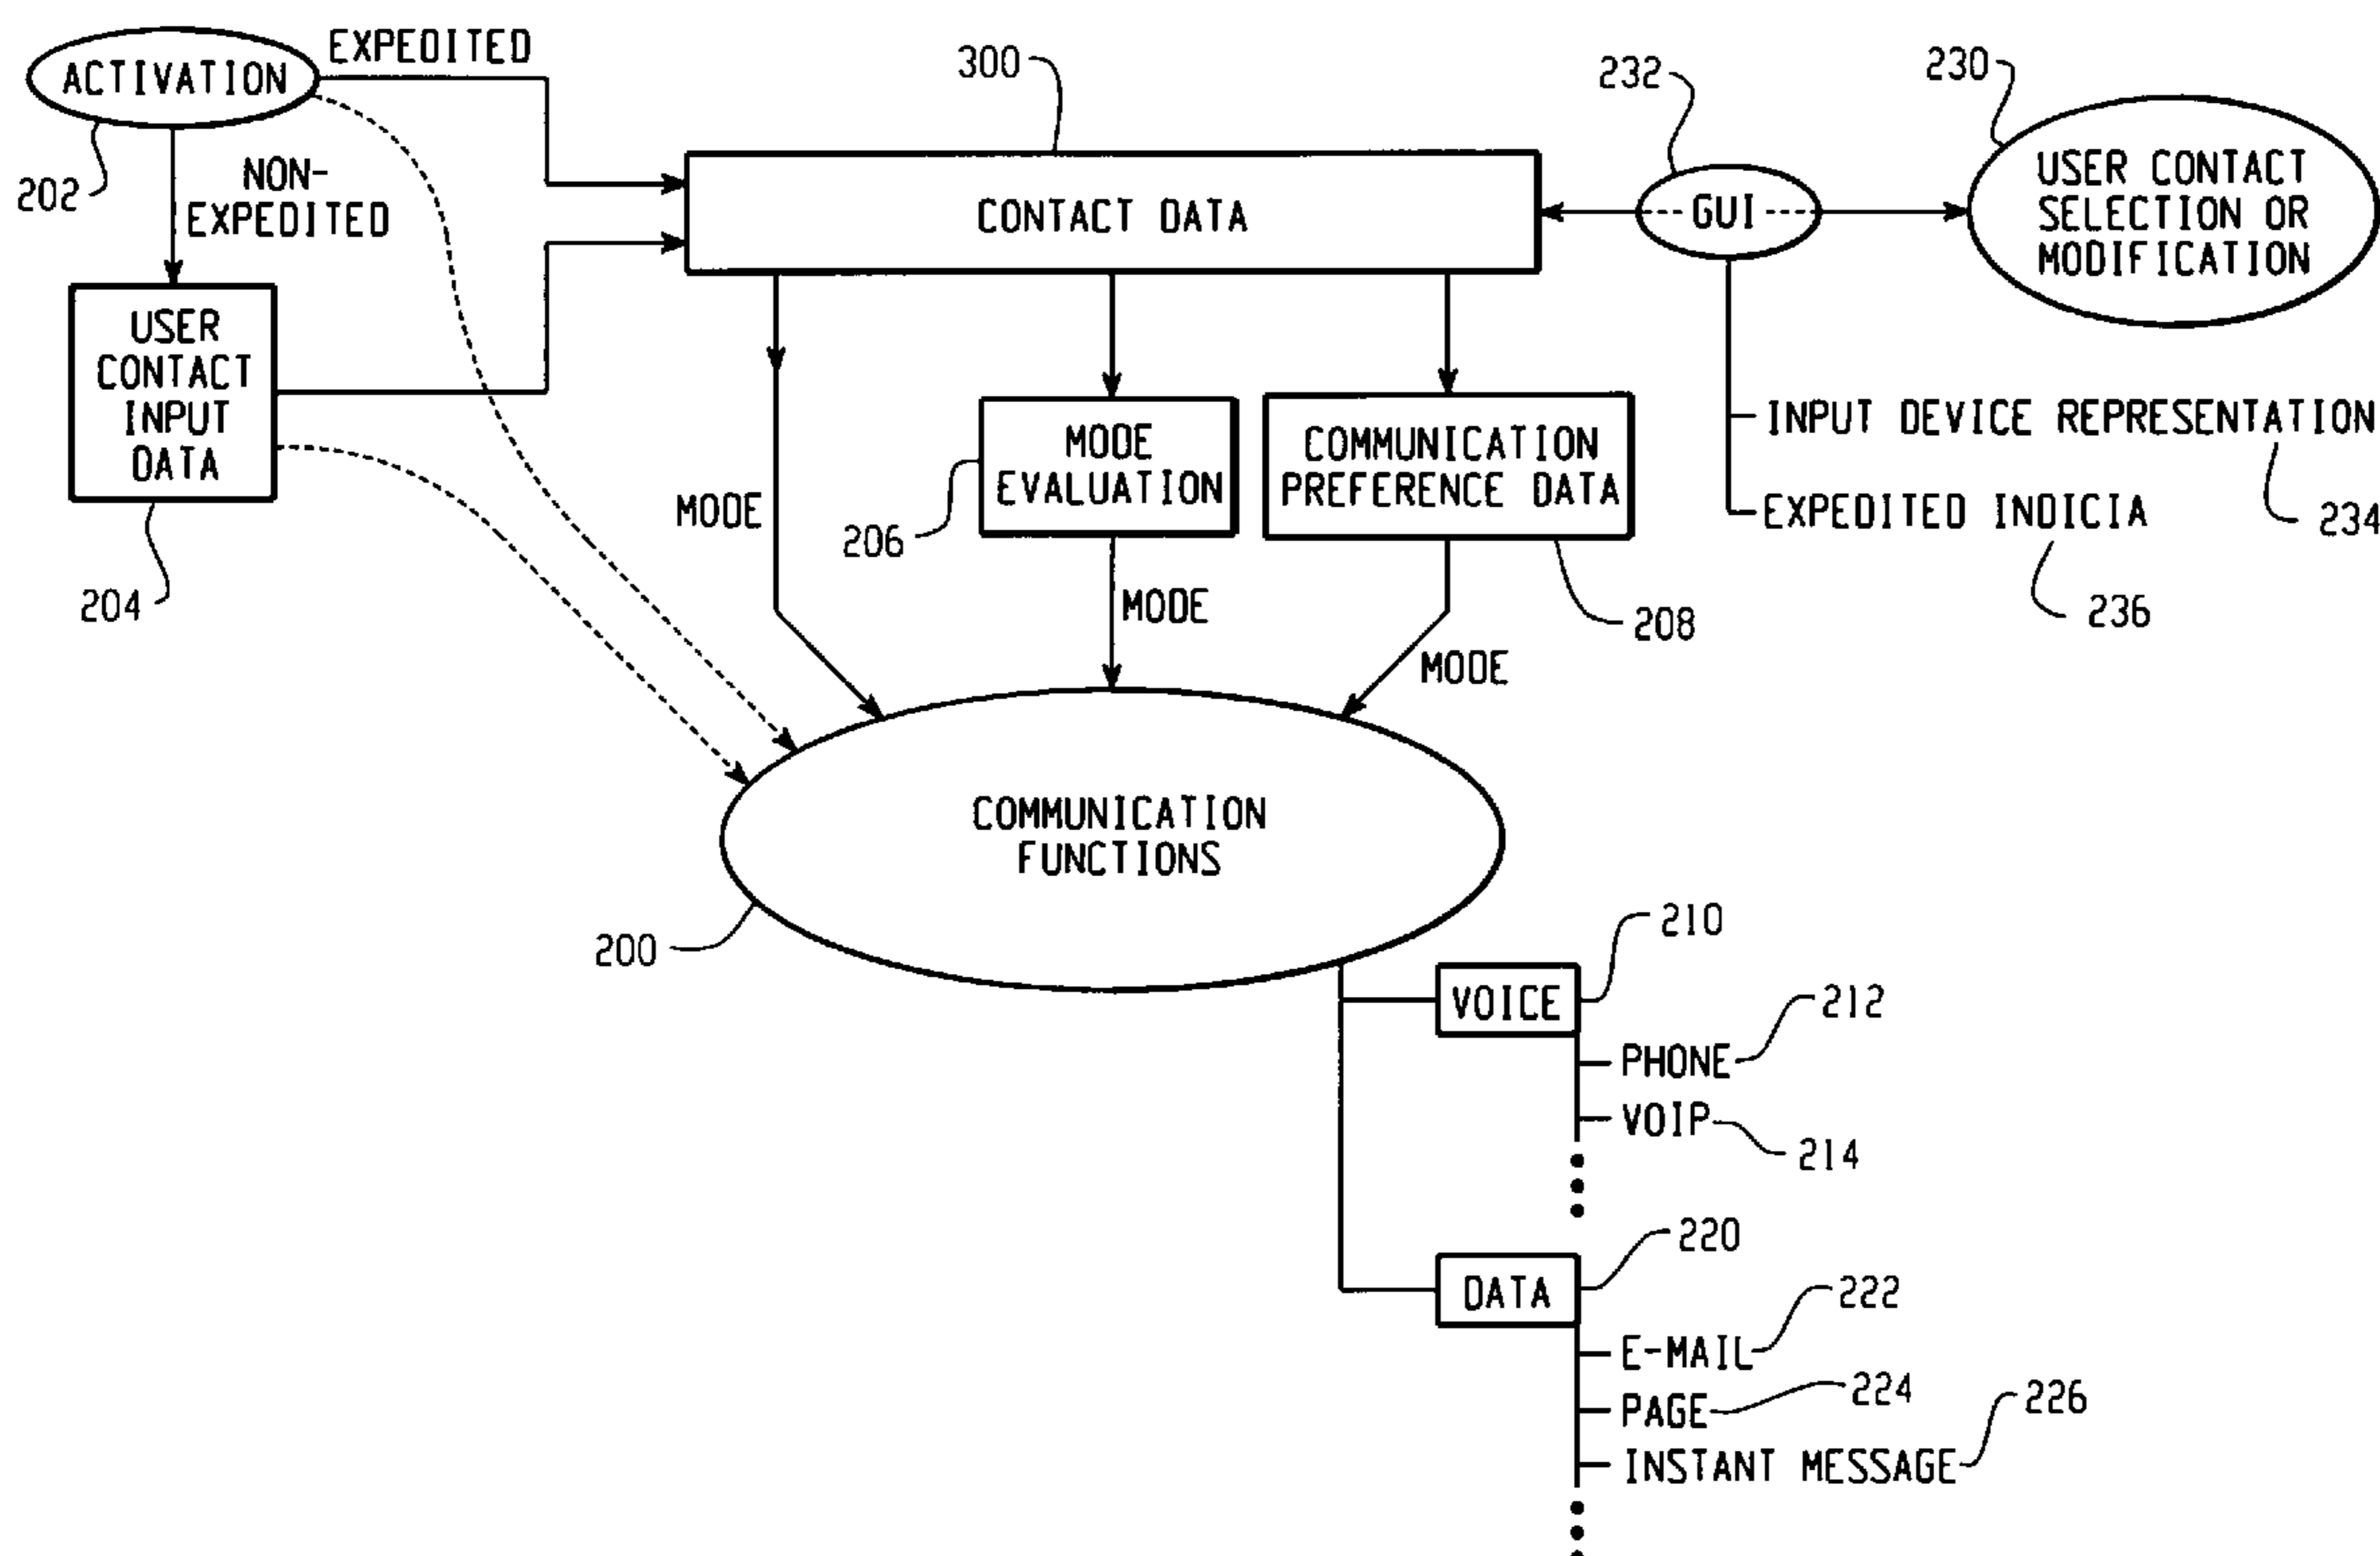 EXPEDITED
ACTIVATION
202
NON-
EXPEDITED
USER
CONTACT
INPUT
DATA
204
300
CONTACT DATA
232
GUI
230
USER CONTACT
SELECTION OR
MODIFICATION
INPUT DEVICE REPRESENTATION
234
EXPEDITED INDICIA
236
MODE
MODE
EVALUATION
206
MODE
COMMUNICATION
PREFERENCE DATA
208
MODE
COMMUNICATION
FUNCTIONS
200
VOICE
210
PHONE
212
VOIP
214
DATA
220
E-MAIL
222
PAGE
224
INSTANT MESSAGE
226